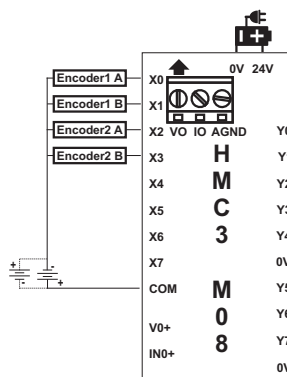 0V 24V
Encoder1 A X0
Encoder1 B X1
Encoder2 A X2 VO IO AGND Y0
Encoder2 B X3 H Y1
X4 M Y2
X5 C Y3
X6 3 Y4
X7 0V
COM M Y5
V0+ 0 Y6
IN0+ 8 Y7
0V
+ -
- +